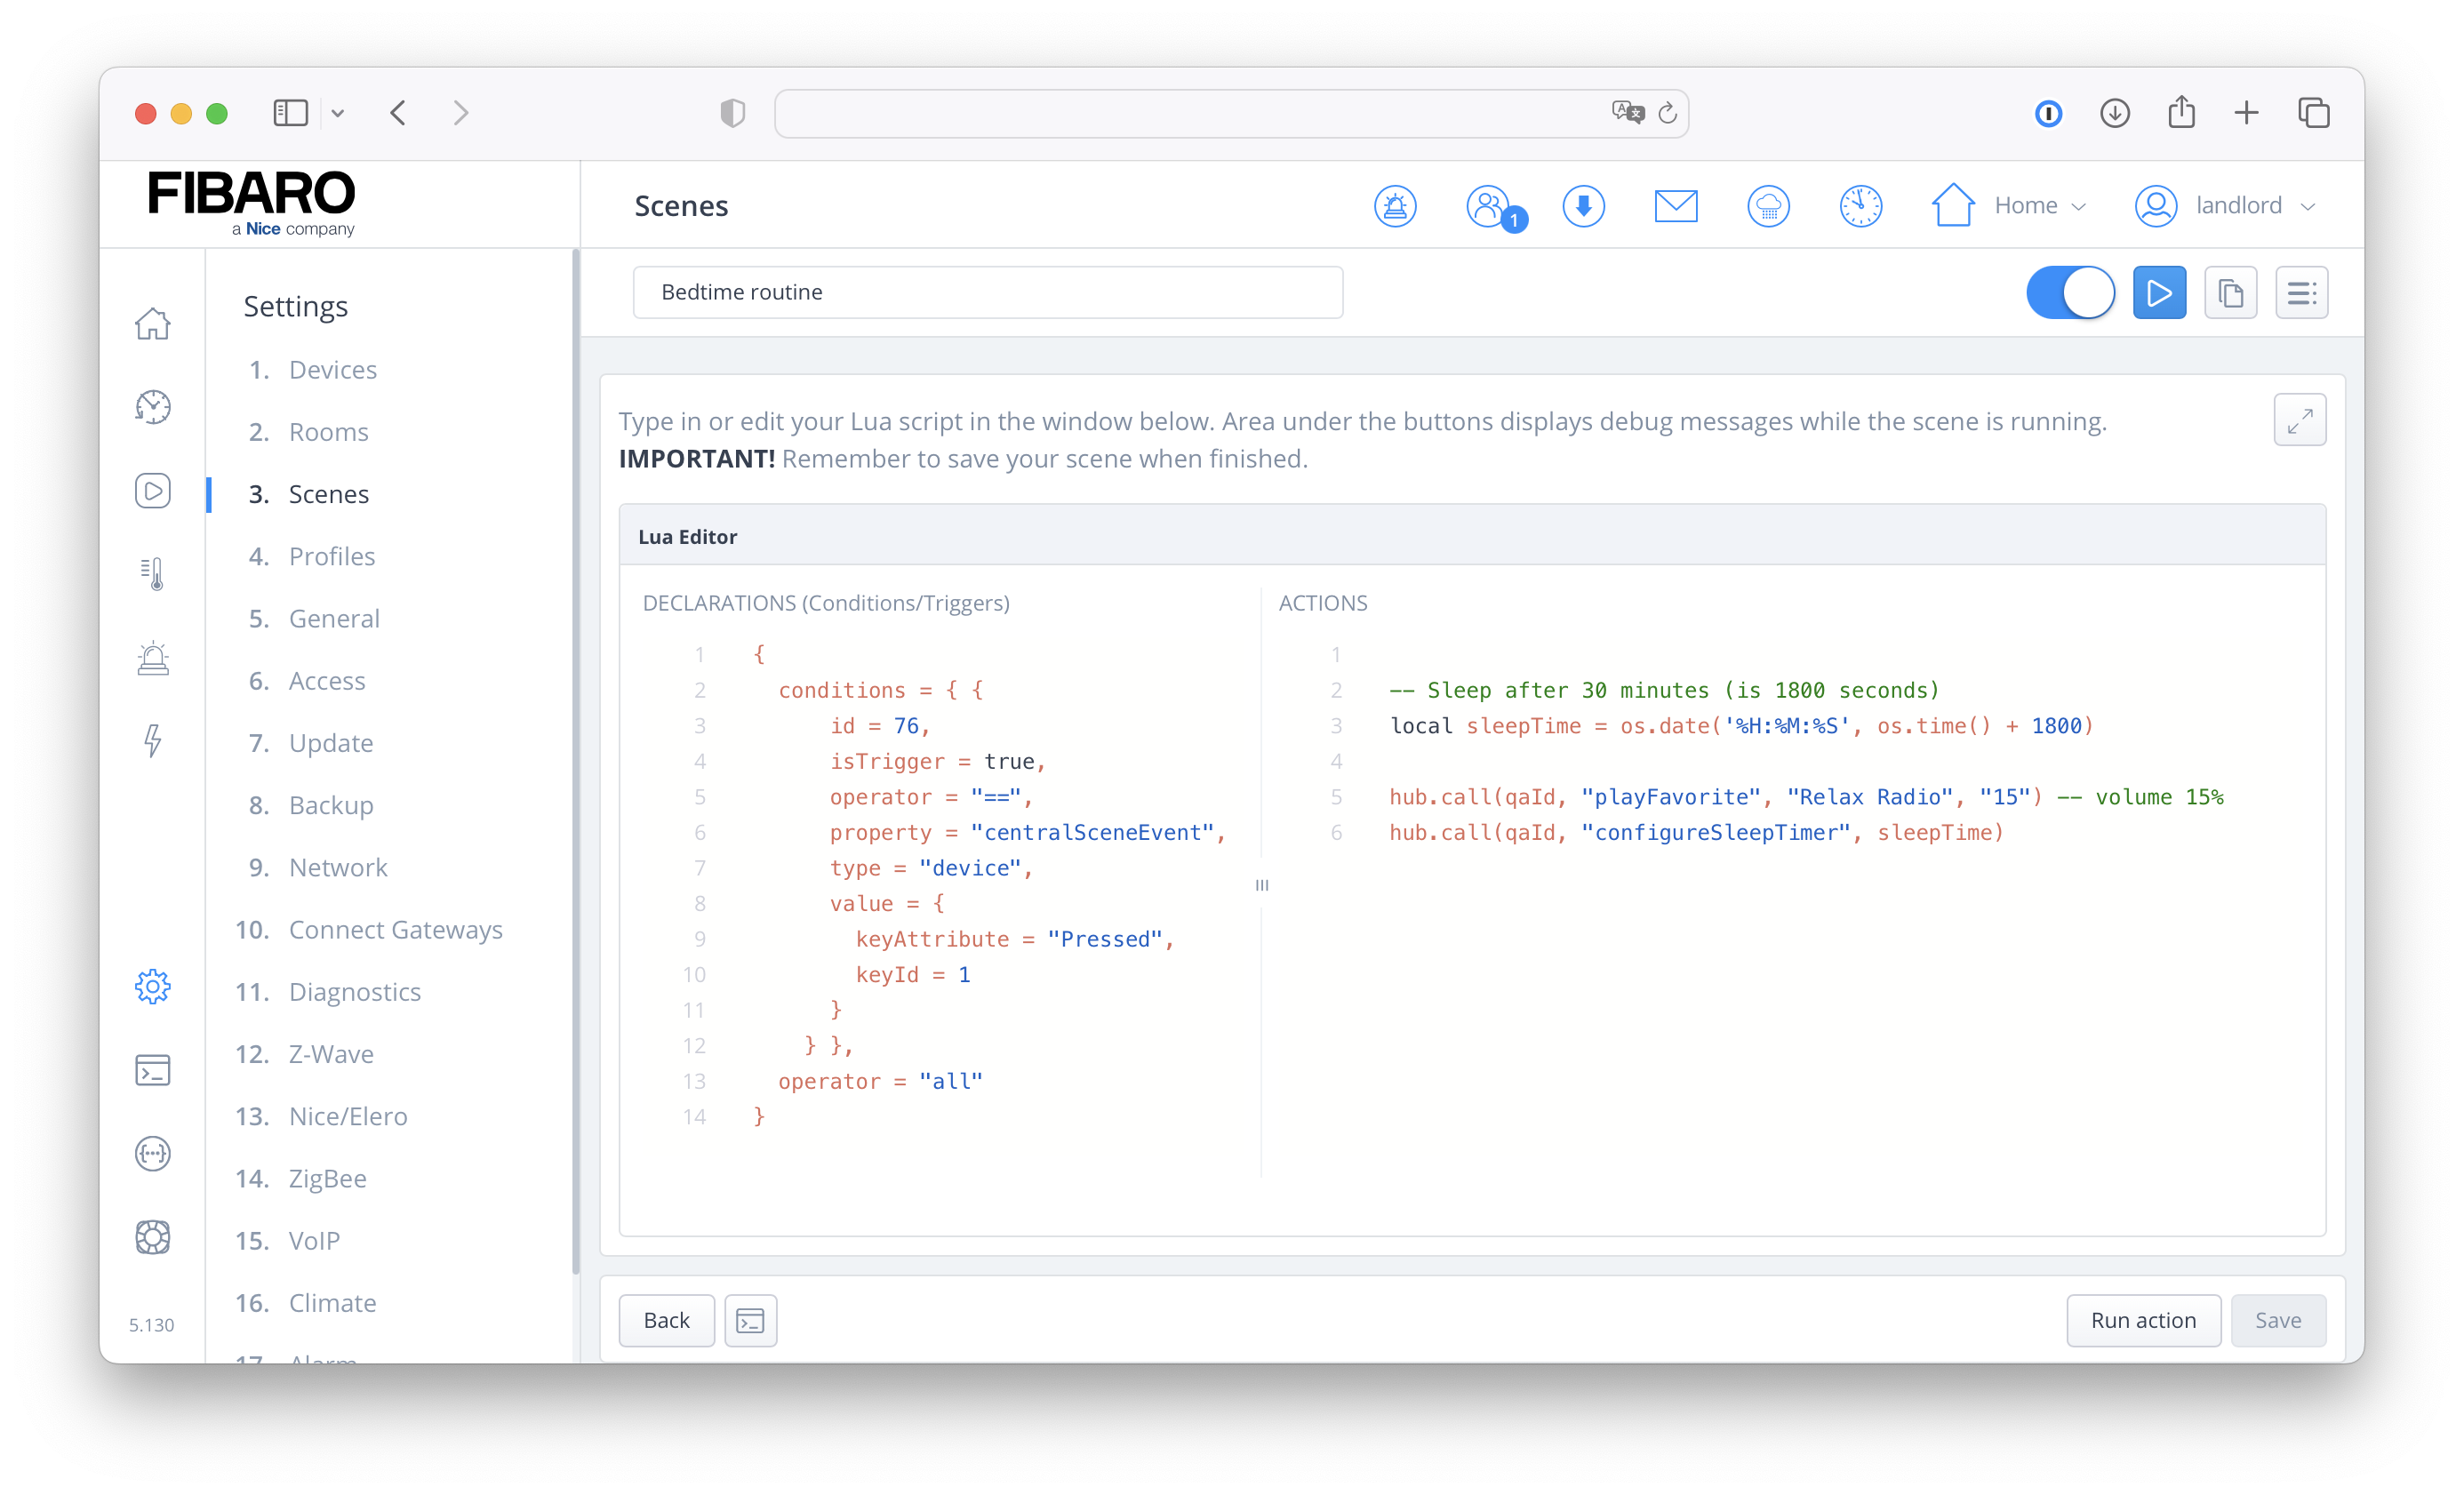 FIBARO
a Nice company
Scenes
1
Home
landlord
Settings
1. Devices
2. Rooms
3. Scenes
4. Profiles
5. General
6. Access
7. Update
8. Backup
9. Network
10. Connect Gateways
11. Diagnostics
12. Z-Wave
13. Nice/Elero
14. ZigBee
15. VoIP
16. Climate
17. Alarm
5.130
Bedtime routine
Type in or edit your Lua script in the window below. Area under the buttons displays debug messages while the scene is running.
IMPORTANT! Remember to save your scene when finished.
Lua Editor
DECLARATIONS (Conditions/Triggers)
1 {
2 conditions = { {
3 id = 76,
4 isTrigger = true,
5 operator = "==",
6 property = "centralSceneEvent",
7 type = "device",
8 value = {
9 keyAttribute = "Pressed",
10 keyId = 1
11 }
12 } },
13 operator = "all"
14 }
ACTIONS
1
2 -- Sleep after 30 minutes (is 1800 seconds)
3 local sleepTime = os.date('%H:%M:%S', os.time() + 1800)
4
5 hub.call(qaId, "playFavorite", "Relax Radio", "15") -- volume 15%
6 hub.call(qaId, "configureSleepTimer", sleepTime)
Back
Run action
Save